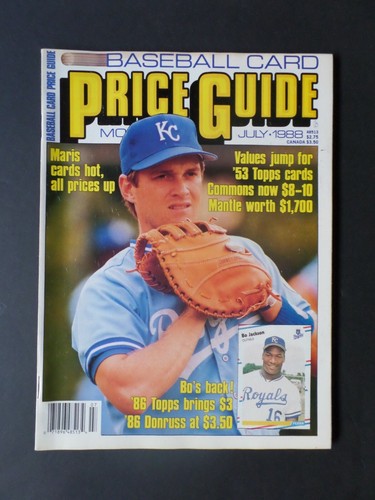 BASEBALL CARD PRICE GUIDE
BASEBALL CARD
PRICE GUIDE
MO
JULY • 1988
$2.75
CANADA $3.50
KC
Maris
cards hot,
all prices up
Values jump for
'53 Topps cards
Commons now $8-10
Mantle worth $1,700
Bo's back!
'86 Topps brings $3
'86 Donruss at $3.50
Bo Jackson
Royals
16